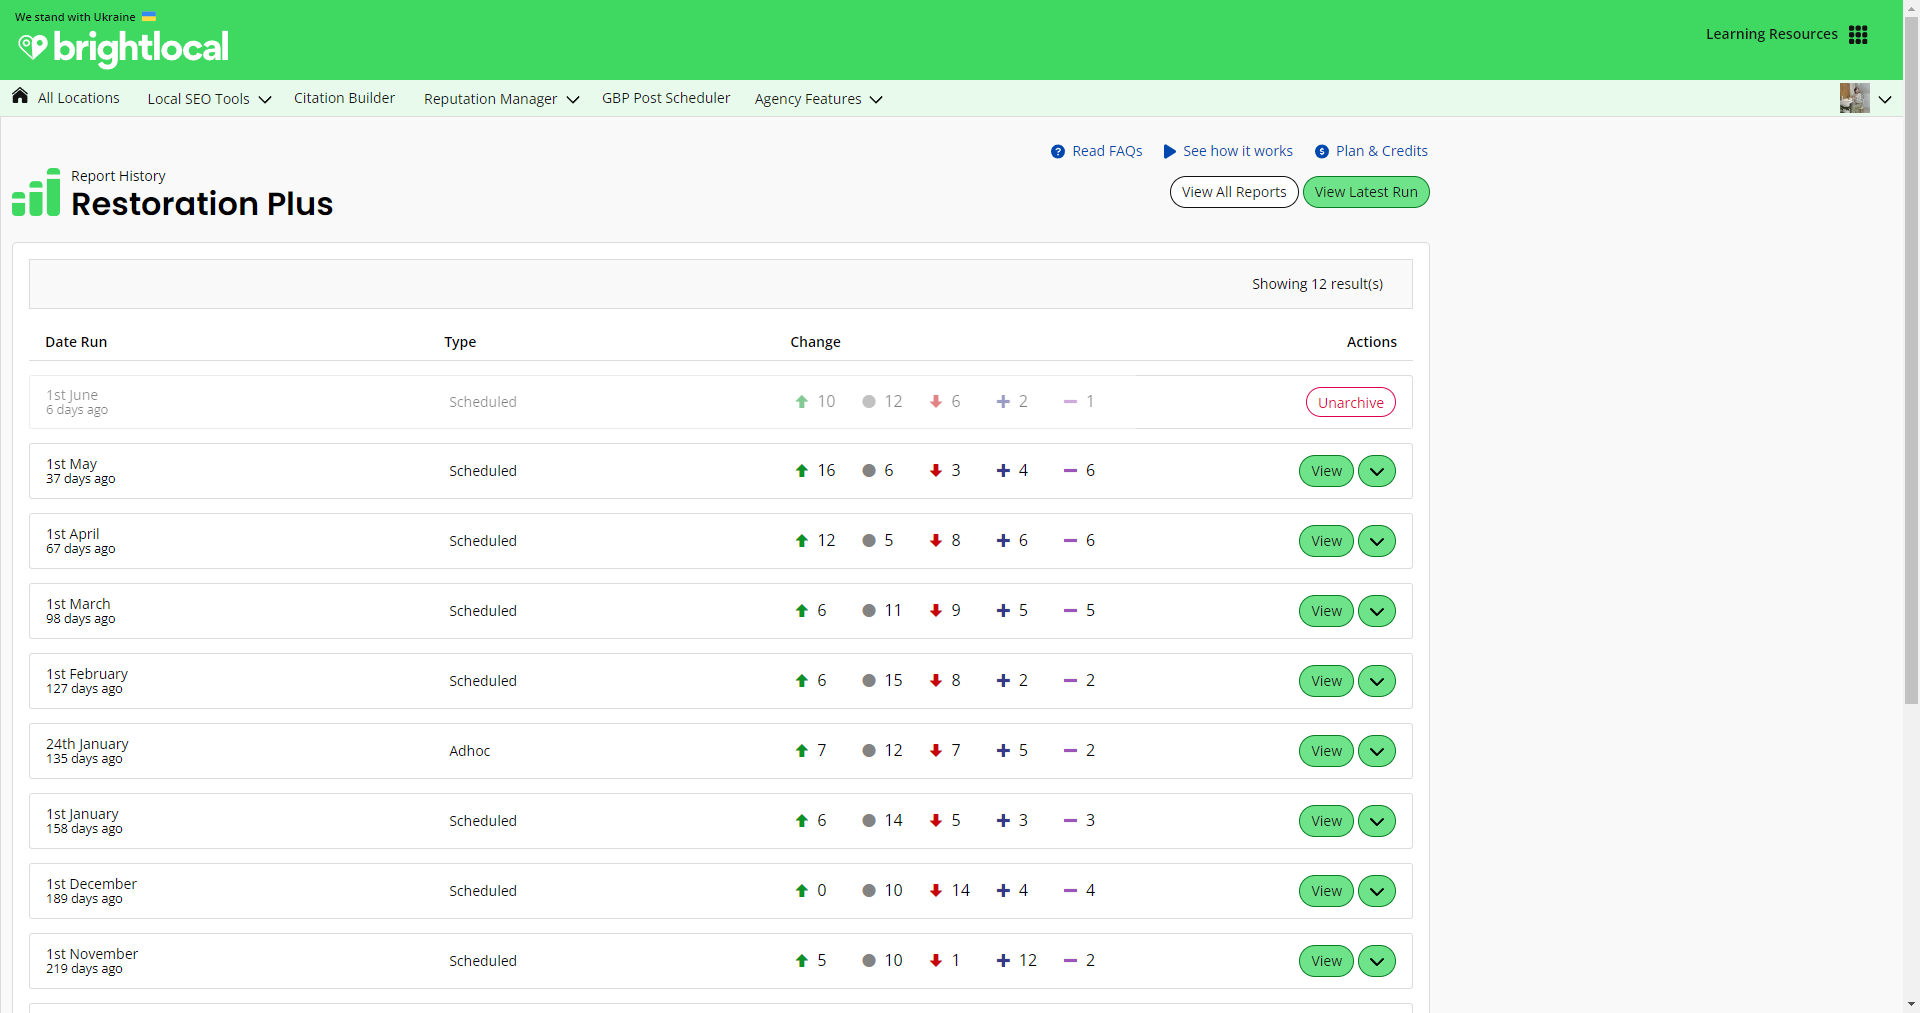 We stand with Ukraine
brightlocal
Learning Resources
All Locations Local SEO Tools Citation Builder Reputation Manager GBP Post Scheduler Agency Features
Read FAQs See how it works Plan & Credits
Report History
Restoration Plus
View All Reports View Latest Run
Showing 12 result(s)
Date Run Type Change Actions
1st June
6 days ago
Scheduled 10 12 6 2 1 Unarchive
1st May
37 days ago
Scheduled 16 6 3 4 6 View
1st April
67 days ago
Scheduled 12 5 8 6 6 View
1st March
98 days ago
Scheduled 6 11 9 5 5 View
1st February
127 days ago
Scheduled 6 15 8 2 2 View
24th January
135 days ago
Adhoc 7 12 7 5 2 View
1st January
158 days ago
Scheduled 6 14 5 3 3 View
1st December
189 days ago
Scheduled 0 10 14 4 4 View
1st November
219 days ago
Scheduled 5 10 1 12 2 View